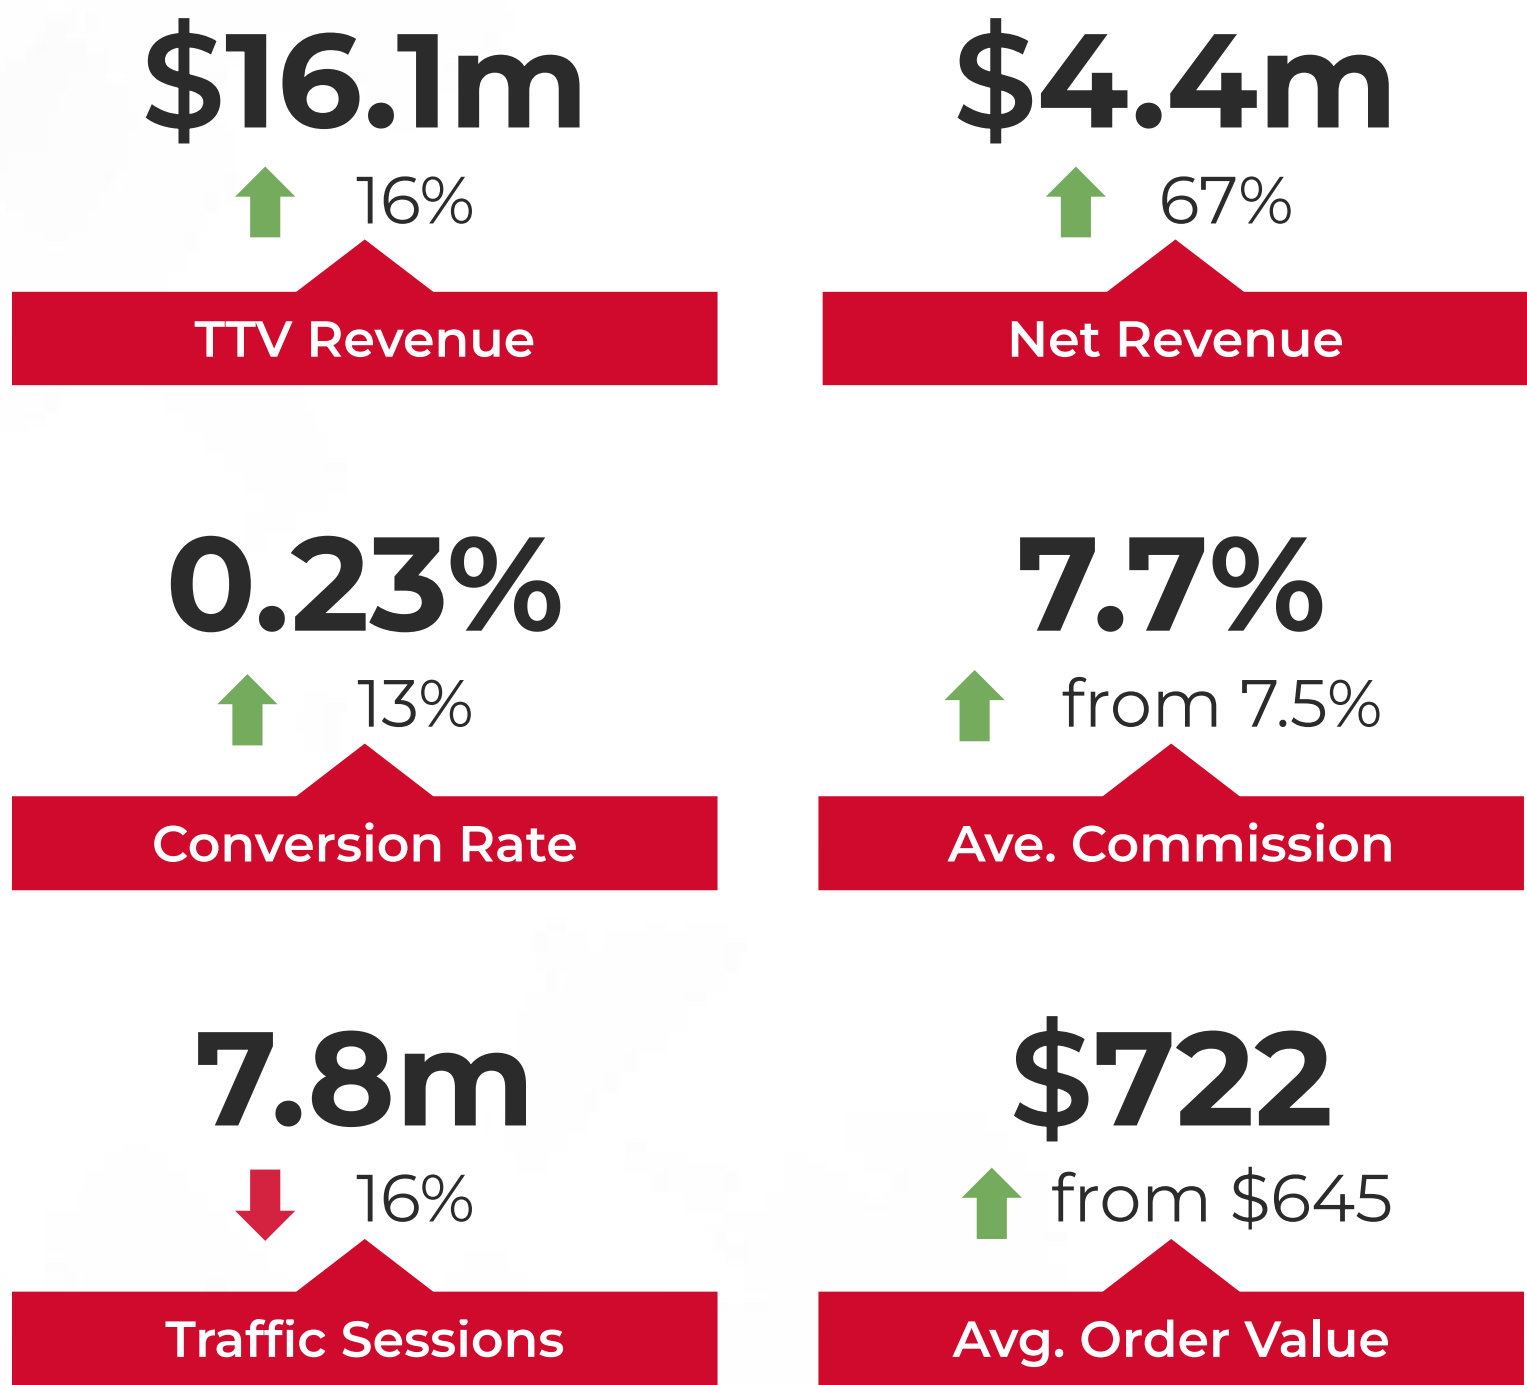 $16.1m
16%
TTV Revenue
$4.4m
67%
Net Revenue
0.23%
13%
Conversion Rate
7.7%
from 7.5%
Ave. Commission
7.8m
16%
Traffic Sessions
$722
from $645
Avg. Order Value